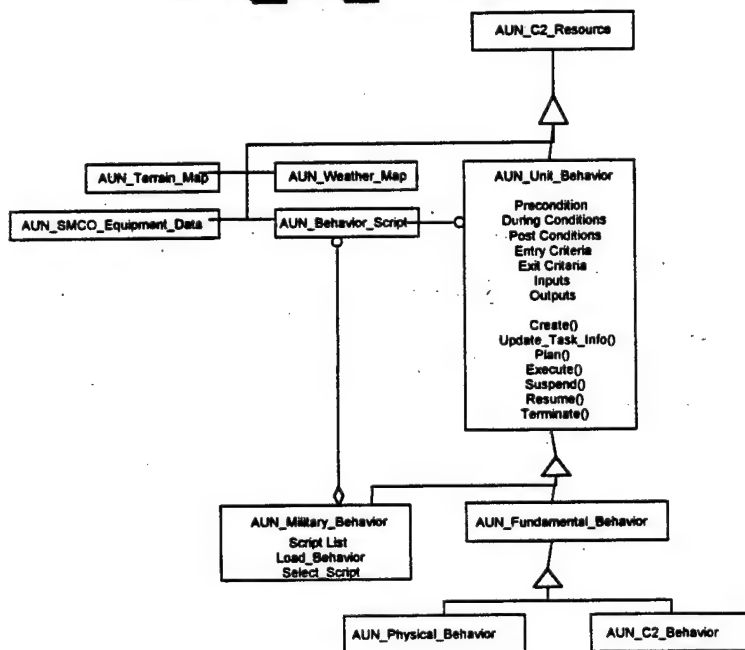 AUN_C2_Resource
AUN_Terrain_Map
AUN_Weather_Map
AUN_SMCO_Equipment_Data
AUN_Behavior_Script
AUN_Unit_Behavior
Precondition
During Conditions
Post Conditions
Entry Criteria
Exit Criteria
Inputs
Outputs
Create()
Update_Task_Info()
Plan()
Execute()
Suspend()
Resume()
Terminate()
AUN_Military_Behavior
Script List
Load_Behavior
Select_Script
AUN_Fundamental_Behavior
AUN_Physical_Behavior
AUN_C2_Behavior